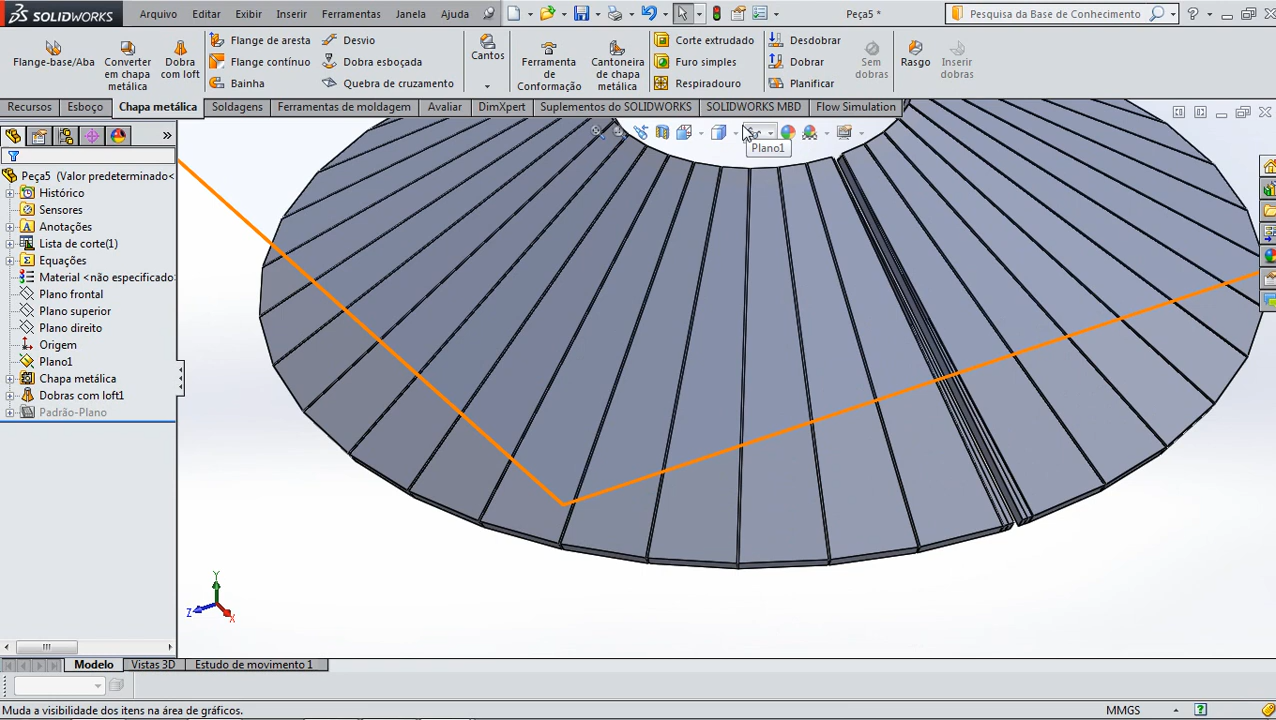 SOLIDWORKS
Arquivo
Editar
Exibir
Inserir
Ferramentas
Janela
Ajuda
Peça5 *
Pesquisa da Base de Conhecimento
Flange-base/Aba
Converter em chapa metálica
Dobra com loft
Flange de aresta
Flange contínuo
Bainha
Desvio
Dobra esboçada
Quebra de cruzamento
Cantos
Ferramenta de Conformação
Cantoneira de chapa metálica
Corte extrudado
Furo simples
Respiradouro
Desdobrar
Dobrar
Planificar
Sem dobras
Rasgo
Inserir dobras
Recursos
Esboço
Chapa metálica
Soldagens
Ferramentas de moldagem
Avaliar
DimXpert
Suplementos do SOLIDWORKS
SOLIDWORKS MBD
Flow Simulation
Plano1
Peça5 (Valor predeterminado<
Histórico
Sensores
Anotações
Lista de corte(1)
Equações
Material <não especificado>
Plano frontal
Plano superior
Plano direito
Origem
Plano1
Chapa metálica
Dobras com loft1
Padrão-Plano
Y
Z
X
Modelo
Vistas 3D
Estudo de movimento 1
Muda a visibilidade dos itens na área de gráficos.
MMGS